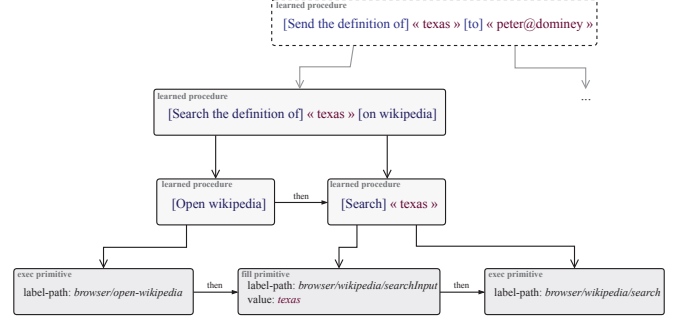 learned procedure
[Send the definition of] « texas » [to] « peter@dominey »
...
learned procedure
[Search the definition of] « texas » [on wikipedia]
learned procedure
[Open wikipedia]
then
learned procedure
[Search] « texas »
exec primitive
label-path: browser/open-wikipedia
then
fill primitive
label-path: browser/wikipedia/searchInput
value: texas
then
exec primitive
label-path: browser/wikipedia/search